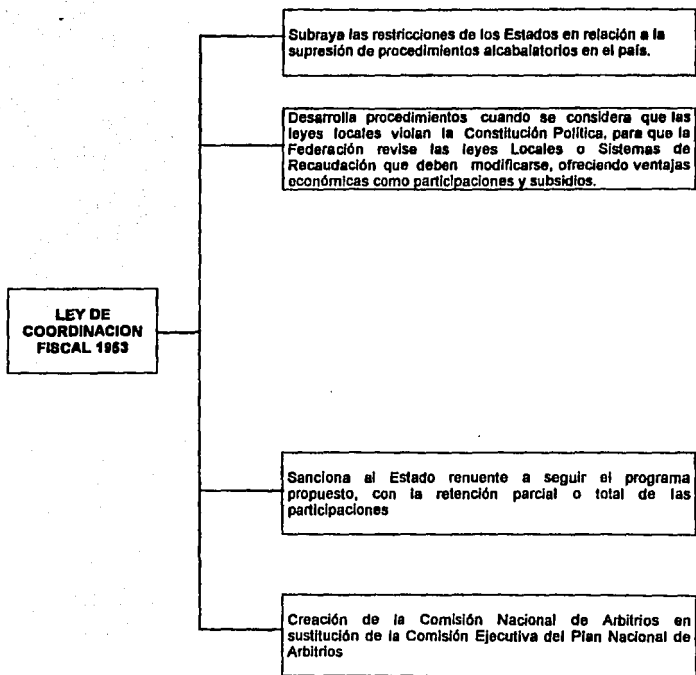 Subraya las restricciones de los Estados en relación a la
supresión de procedimientos alcabalatorios en el país.
Desarrolla procedimientos cuando se considera que las
leyes locales violan la Constitución Política, para que la
Federación revise las leyes Locales o Sistemas de
Recaudación que deben modificarse, ofreciendo ventajas
económicas como participaciones y subsidios.
LEY DE
COORDINACION
FISCAL 1953
Sanciona al Estado renuente a seguir el programa
propuesto, con la retención parcial o total de las
participaciones
Creación de la Comisión Nacional de Arbitrios en
sustitución de la Comisión Ejecutiva del Plan Nacional de
Arbitrios